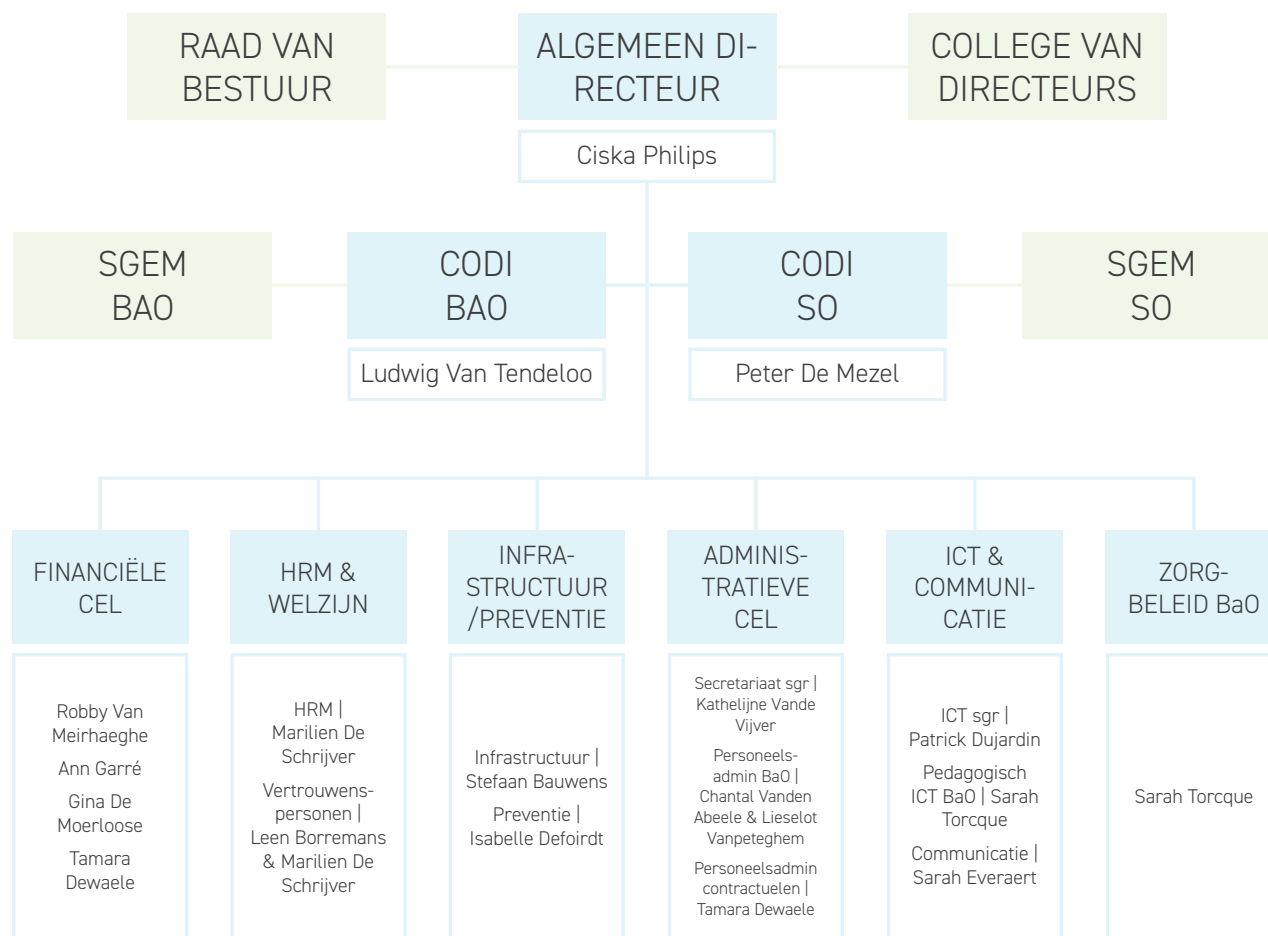 RAAD VAN
BESTUUR
ALGEMEEN DI-
RECTEUR
COLLEGE VAN
DIRECTEURS
Ciska Philips
SGEM
BAO
CODI
BAO
CODI
SO
SGEM
SO
Ludwig Van Tendeloo
Peter De Mezel
FINANCIËLE
CEL
HRM &
WELZIJN
INFRA-
STRUCTUUR
/PREVENTIE
ADMINIS-
TRATIEVE
CEL
ICT &
COMMUNI-
CATIE
ZORG-
BELEID BaO
Robby Van
Meirhaeghe
Ann Garré
Gina De
Moerloose
Tamara
Dewaele
HRM |
Marilien De
Schrijver
Vertrouwens-
personen |
Leen Borremans
& Marilien De
Schrijver
Infrastructuur |
Stefaan Bauwens
Preventie |
Isabelle Defoirdt
Secretariaat sgr |
Kathelijne Vande
Vijver
Personeels-
admin BaO |
Chantal Vanden
Abeele & Lieselot
Vanpeteghem
Personeelsadmin
contractuelen |
Tamara Dewaele
ICT sgr |
Patrick Dujardin
Pedagogisch
ICT BaO | Sarah
Torcque
Communicatie |
Sarah Everaert
Sarah Torcque